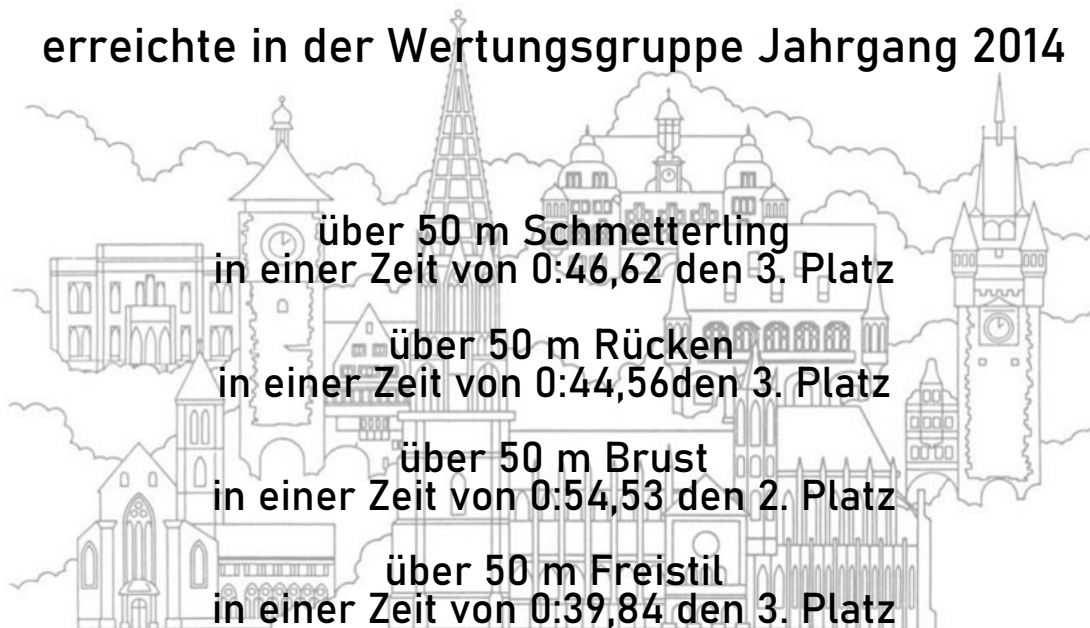 erreichte in der Wertungsgruppe Jahrgang 2014
über 50 m Schmetterling
in einer Zeit von 0:46,62 den 3. Platz
über 50 m Rücken
in einer Zeit von 0:44,56den 3. Platz
über 50 m Brust
in einer Zeit von 0:54,53 den 2. Platz
über 50 m Freistil
in einer Zeit von 0:39,84 den 3. Platz